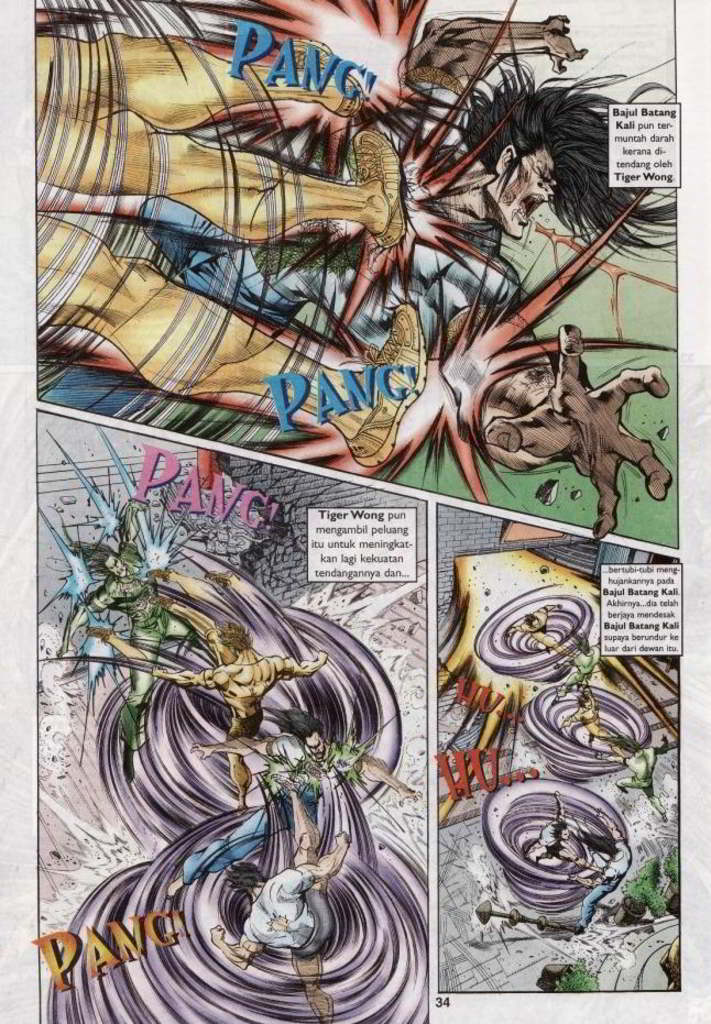 PANG!
Bajul Batang
Kali pun ter-
muntah darah
kerana di-
tendang oleh
Tiger Wong.
PANG!
PANG!
Tiger Wong pun
mengambil peluang
itu untuk meningkat-
kan lagi kekuatan
tendangannya dan...
PANG!
...bertubi-tubi meng-
hujankannya pada
Bajul Batang Kali.
Akhirnya...dia telah
berjaya mendesak
Bajul Batang Kali
supaya berundur ke
luar dari dewan itu.
HU...
HU...
34